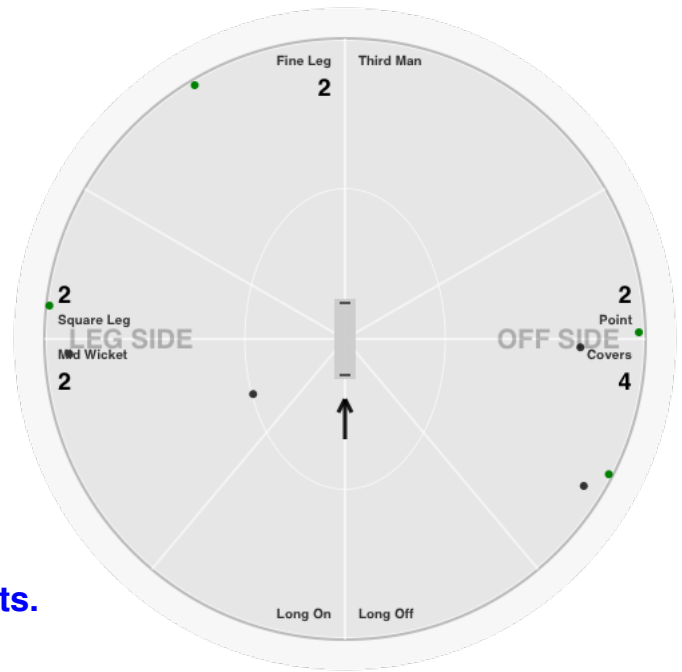 Fine Leg Third Man
2
2 2
Square Leg Point
LEG SIDE OFF SIDE
Mid Wicket Covers
2 4
ts.
Long On Long Off